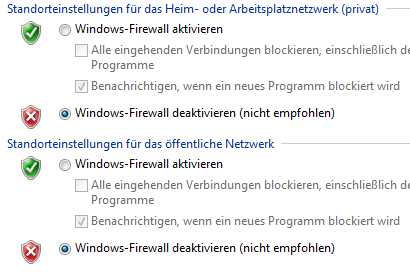 Standorteinstellungen für das Heim- oder Arbeitsplatznetzwerk (privat)
Windows-Firewall aktivieren
Alle eingehenden Verbindungen blockieren, einschließlich de
Programme
Benachrichtigen, wenn ein neues Programm blockiert wird
Windows-Firewall deaktivieren (nicht empfohlen)
Standorteinstellungen für das öffentliche Netzwerk
Windows-Firewall aktivieren
Alle eingehenden Verbindungen blockieren, einschließlich de
Programme
Benachrichtigen, wenn ein neues Programm blockiert wird
Windows-Firewall deaktivieren (nicht empfohlen)